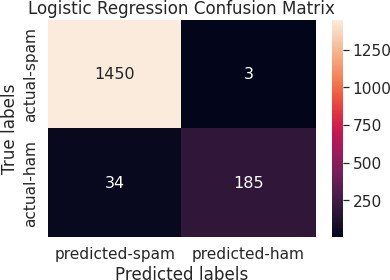 Logistic Regression Confusion Matrix
True labels
actual-spam
actual-ham
1450
3
34
185
predicted-spam
predicted-ham
Predicted labels
1250
1000
750
500
250